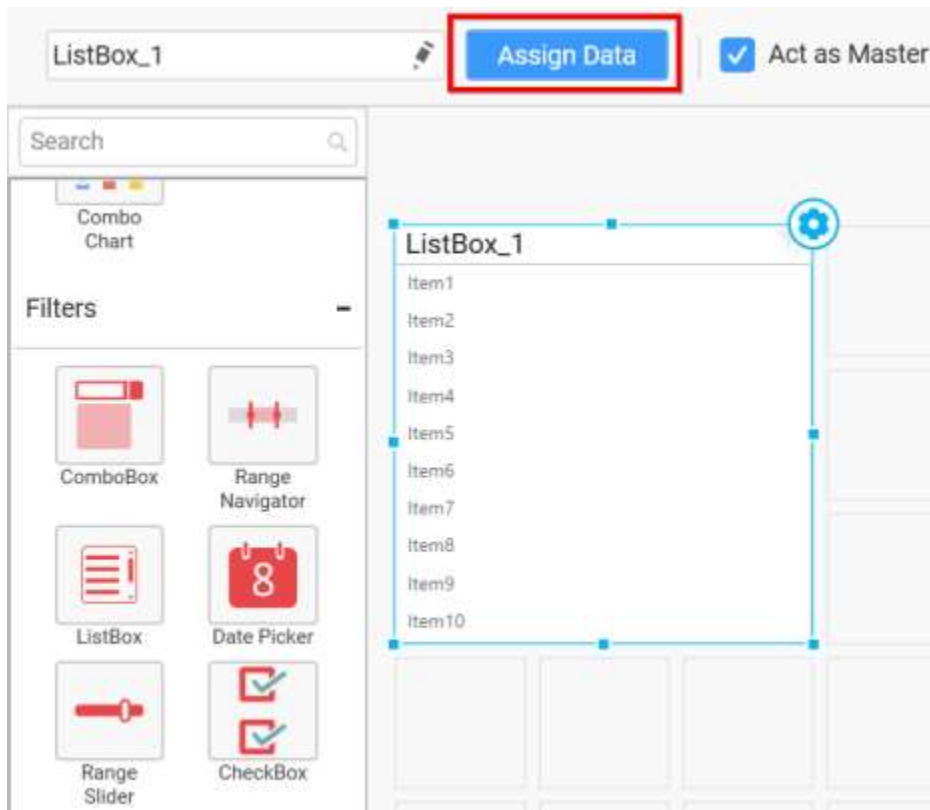 ListBox_1
Assign Data
Act as Master
Search
Combo
Chart
Filters
ComboBox
Range
Navigator
ListBox
8
Date Picker
Range
Slider
CheckBox
ListBox_1
Item1
Item2
Item3
Item4
Item5
Item6
Item7
Item8
Item9
Item10